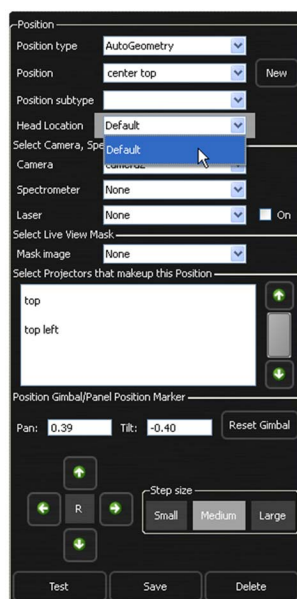 Position
Position type AutoGeometry
Position center top New
Position subtype
Head Location Default
Default
Select Camera, Spe
Camera camera2
Spectrometer None
Laser None On
Select Live View Mask
Mask image None
Select Projectors that makeup this Position
top
top left
Position Gimbal/Panel Position Marker
Pan: 0.39 Tilt: -0.40 Reset Gimbal
Step size
R Small Medium Large
Test Save Delete